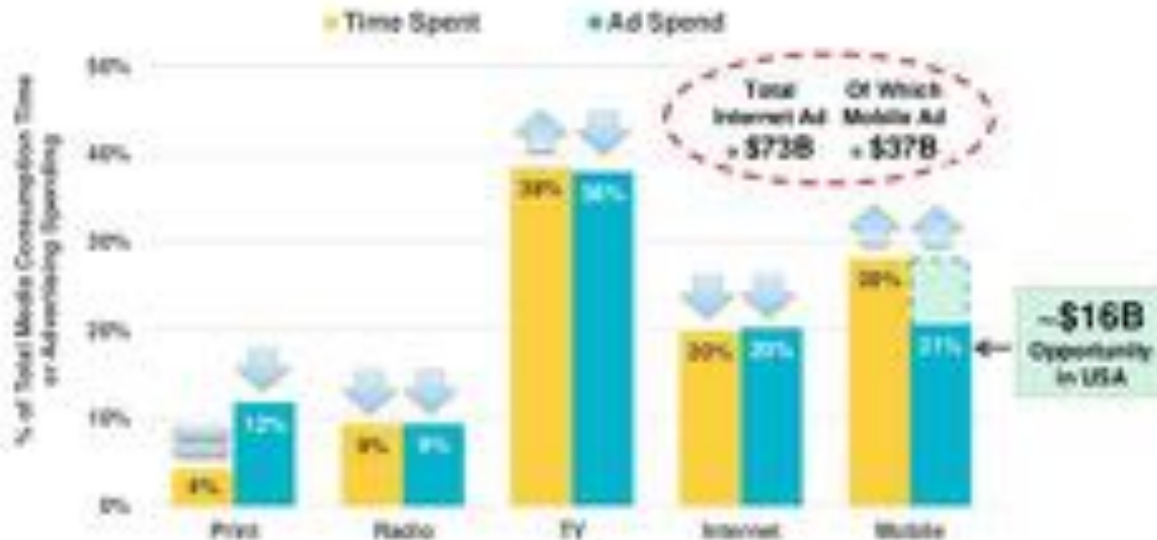 Time Spent
Ad Spend
% of Total Media Consumption Time
or Advertising Spending
50%
40%
30%
20%
10%
0%
Total
Internet Ad
= $73B
Of Which
Mobile Ad
= $37B
4%
12%
9%
9%
38%
38%
20%
20%
28%
21%
~$16B
Opportunity
in USA
Print
Radio
TV
Internet
Mobile